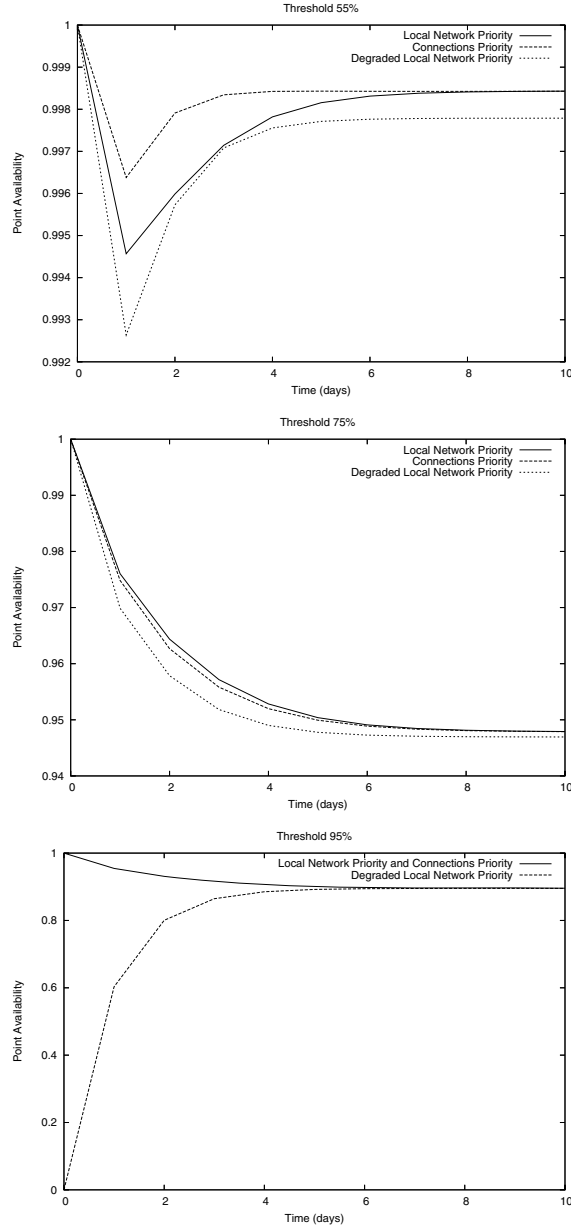 Threshold 55%
Local Network Priority
Connections Priority
Degraded Local Network Priority
1
0.999
0.998
0.997
0.996
0.995
0.994
0.993
0.992
Point Availability
0 2 4 6 8 10
Time (days)
Threshold 75%
Local Network Priority
Connections Priority
Degraded Local Network Priority
1
0.99
0.98
0.97
0.96
0.95
0.94
Point Availability
0 2 4 6 8 10
Time (days)
Threshold 95%
Local Network Priority and Connections Priority
Degraded Local Network Priority
1
0.8
0.6
0.4
0.2
0
Point Availability
0 2 4 6 8 10
Time (days)